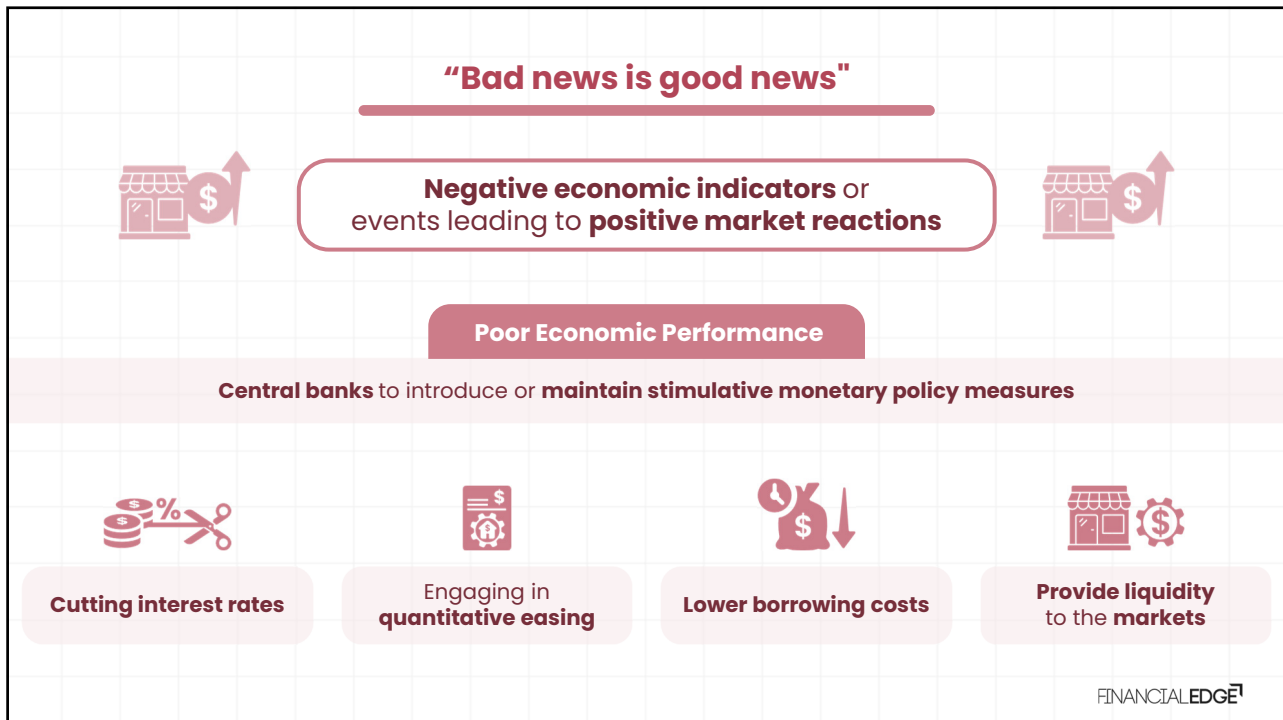 “Bad news is good news"
Negative economic indicators or
events leading to positive market reactions
Poor Economic Performance
Central banks to introduce or maintain stimulative monetary policy measures
$
$
$
$
%
$
$
$
Cutting interest rates
Engaging in
quantitative easing
Lower borrowing costs
Provide liquidity
to the markets
FINANCIALEDGE